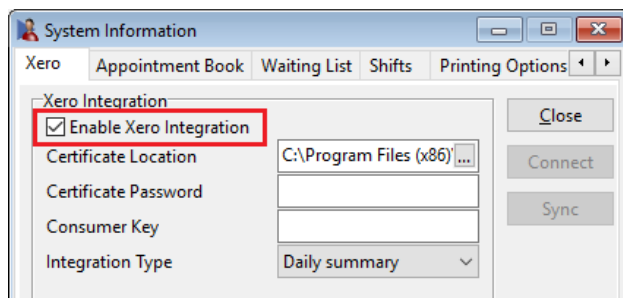 System Information
Xero Appointment Book Waiting List Shifts Printing Options
Xero Integration
Enable Xero Integration
Close
Certificate Location C:\Program Files (x86)\ ...
Connect
Certificate Password
Sync
Consumer Key
Integration Type Daily summary